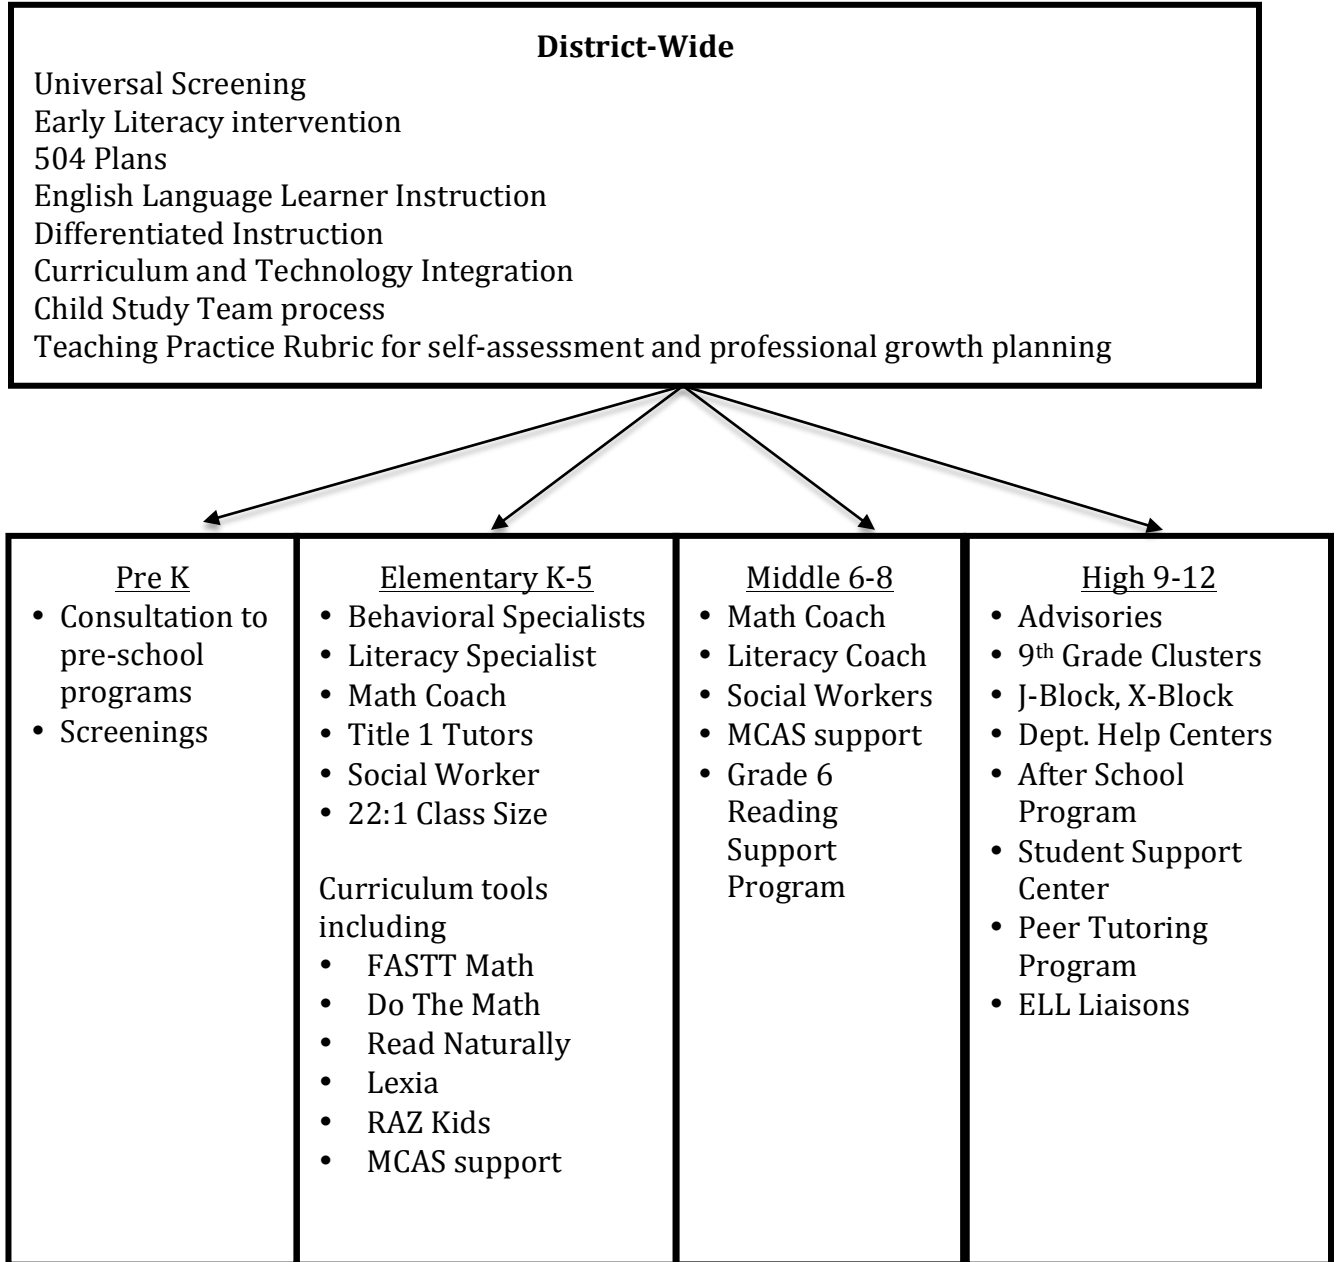 District-Wide
Universal Screening
Early Literacy intervention
504 Plans
English Language Learner Instruction
Differentiated Instruction
Curriculum and Technology Integration
Child Study Team process
Teaching Practice Rubric for self-assessment and professional growth planning
Pre K
• Consultation to
pre-school
programs
• Screenings
Elementary K-5
• Behavioral Specialists
• Literacy Specialist
• Math Coach
• Title 1 Tutors
• Social Worker
• 22:1 Class Size
Curriculum tools
including
• FASTT Math
• Do The Math
• Read Naturally
• Lexia
• RAZ Kids
• MCAS support
Middle 6-8
• Math Coach
• Literacy Coach
• Social Workers
• MCAS support
• Grade 6
Reading
Support
Program
High 9-12
• Advisories
• 9th Grade Clusters
• J-Block, X-Block
• Dept. Help Centers
• After School
Program
• Student Support
Center
• Peer Tutoring
Program
• ELL Liaisons